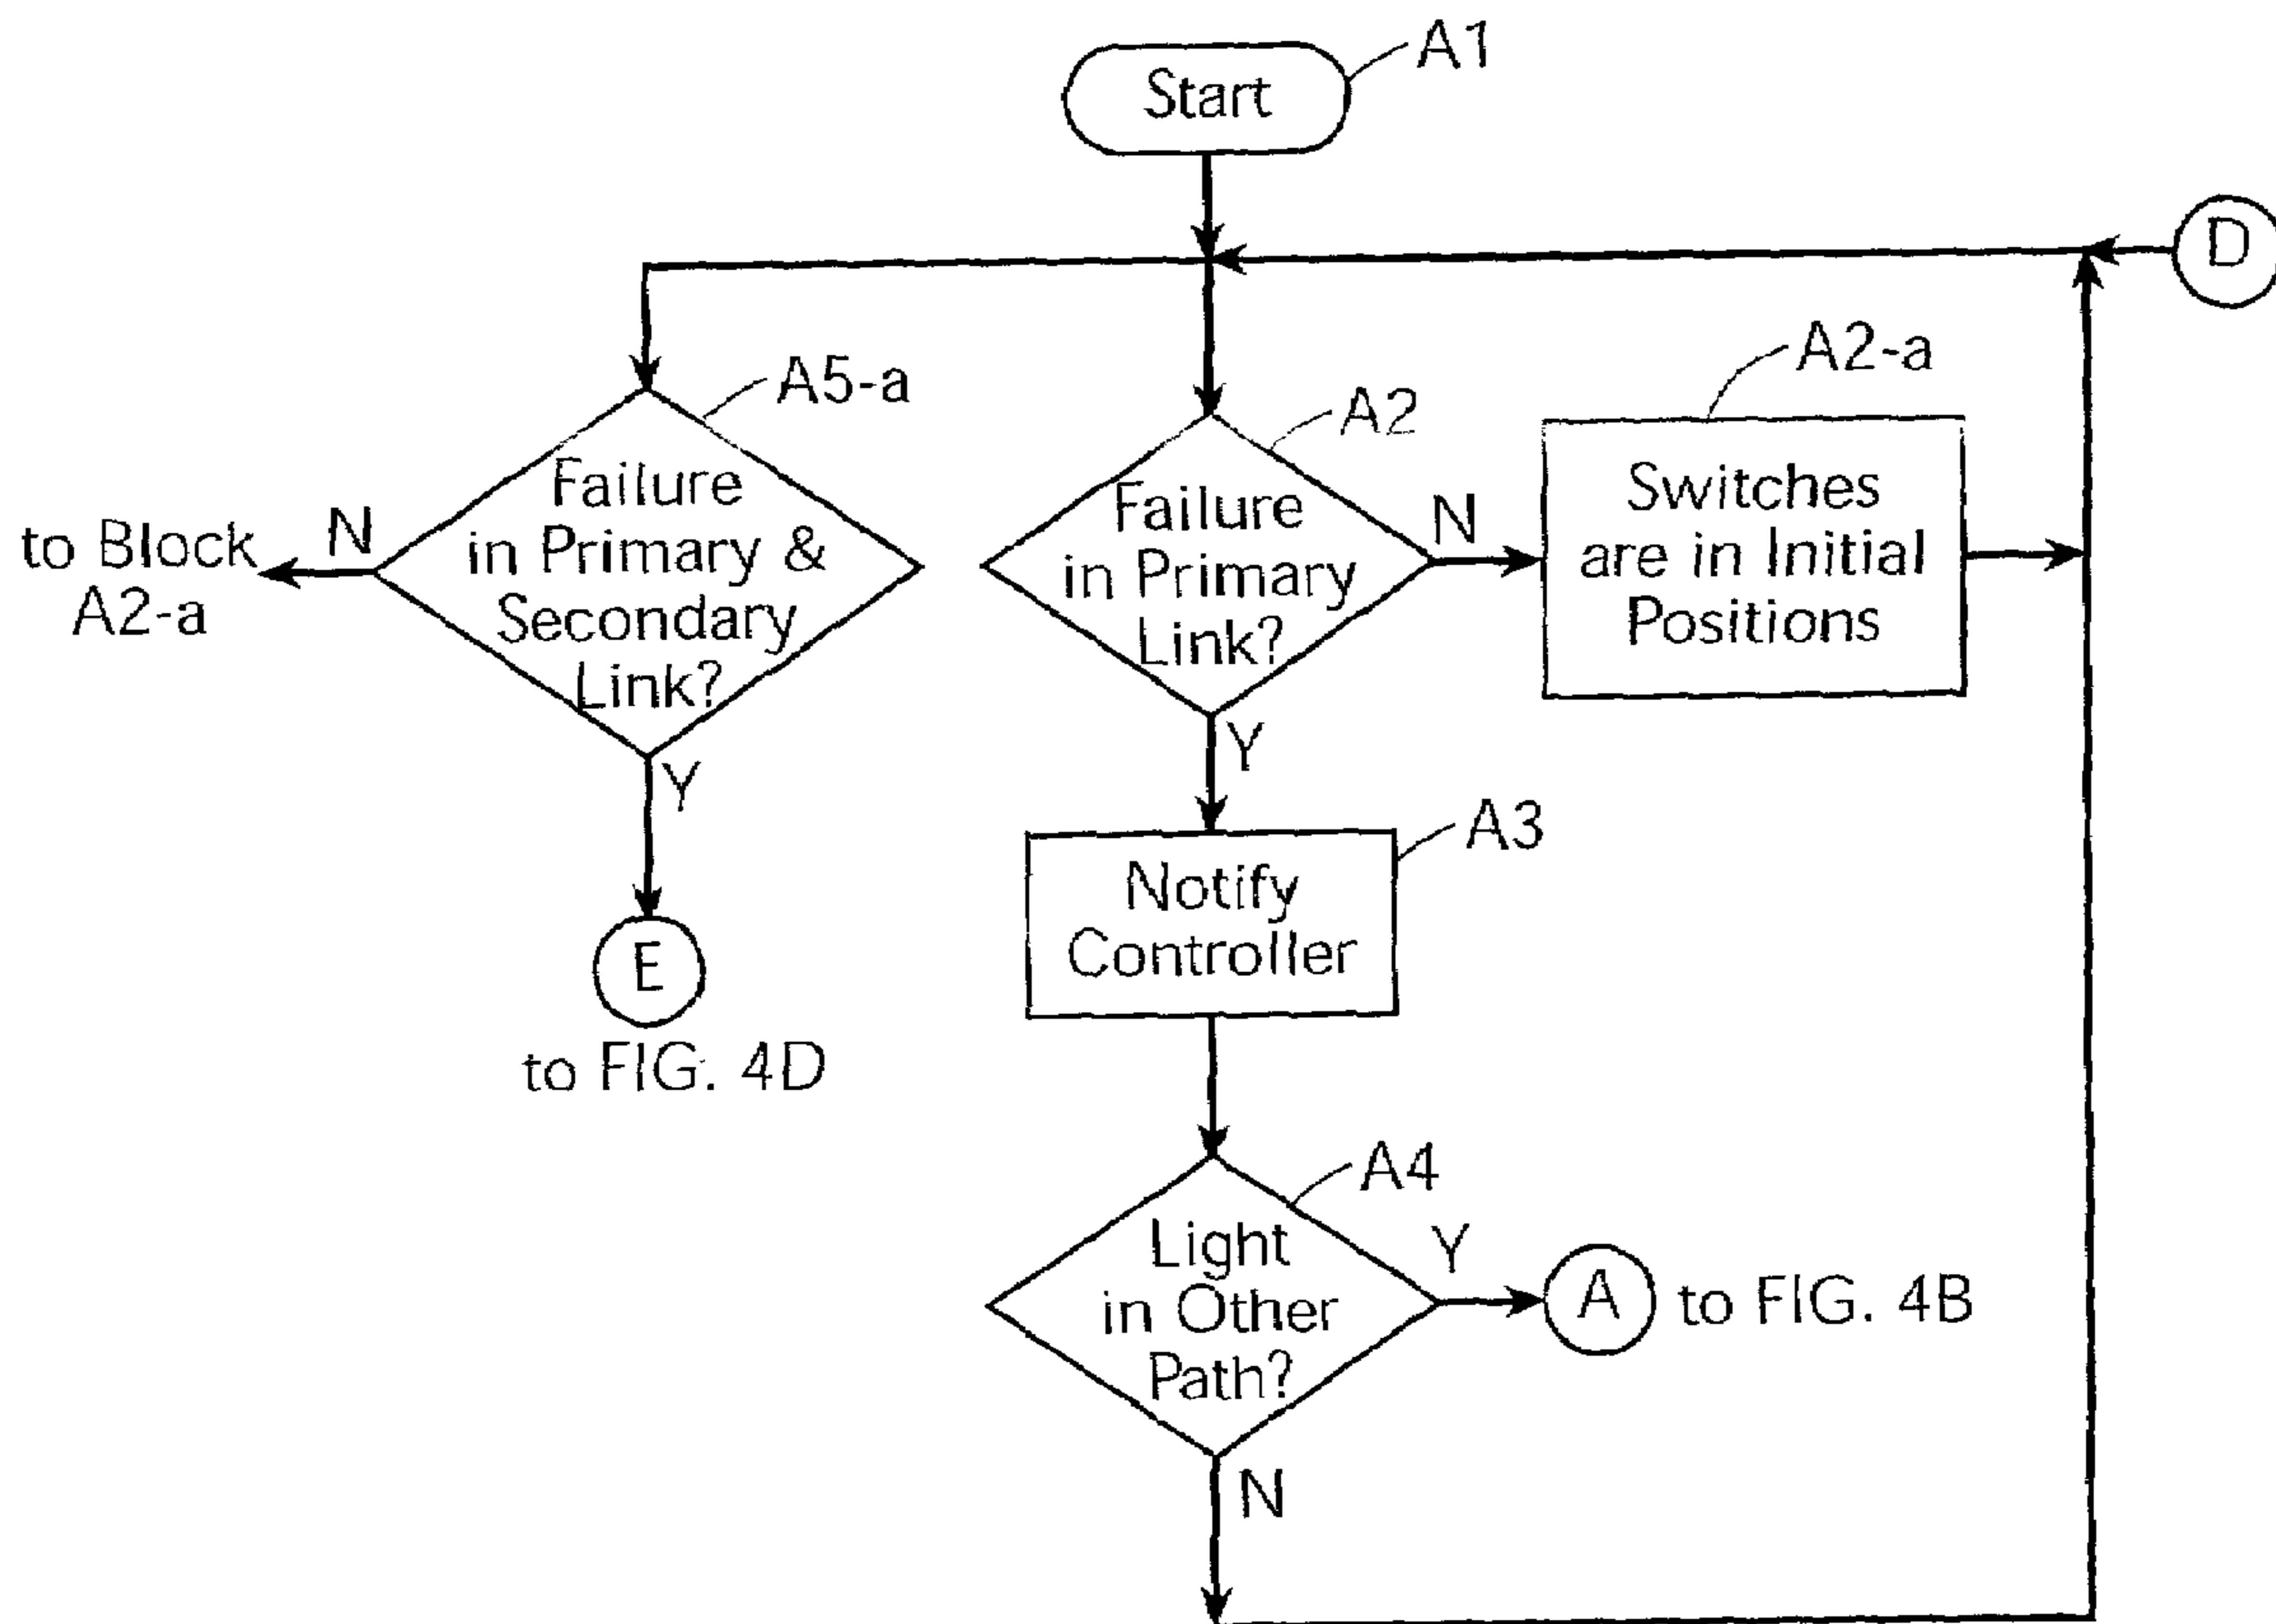 A1
Start
D
A5-a
Failure
in Primary &
Secondary
Link?
N
to Block
A2-a
Y
E
to FIG. 4D
A2
Failure
in Primary
Link?
N
A2-a
Switches
are in Initial
Positions
Y
A3
Notify
Controller
A4
Light
in Other
Path?
Y
A
to FIG. 4B
N